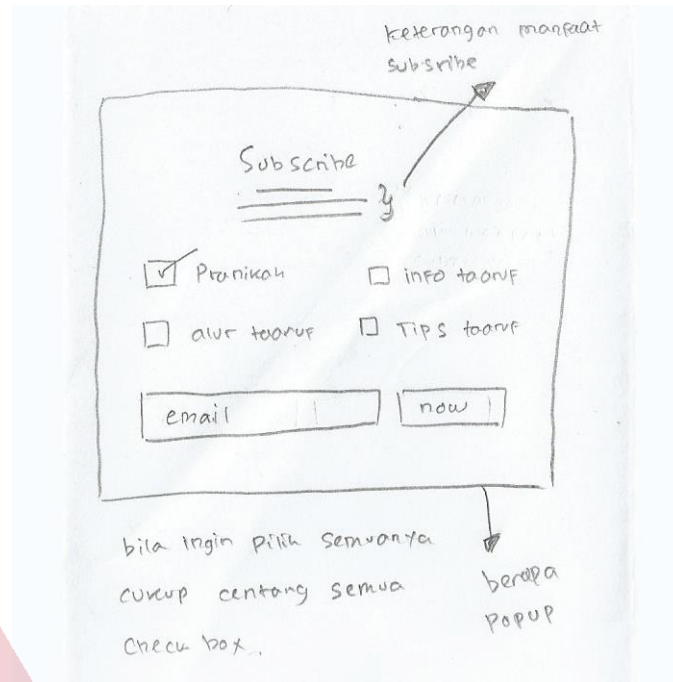 keterangan manfaat
subsribe
Subscribe
Pranikah
info taaruf
alur taaruf
Tips taaruf
email
now
bila ingin pilih semuanya
cukup centang semua
check box.
berapa
popup